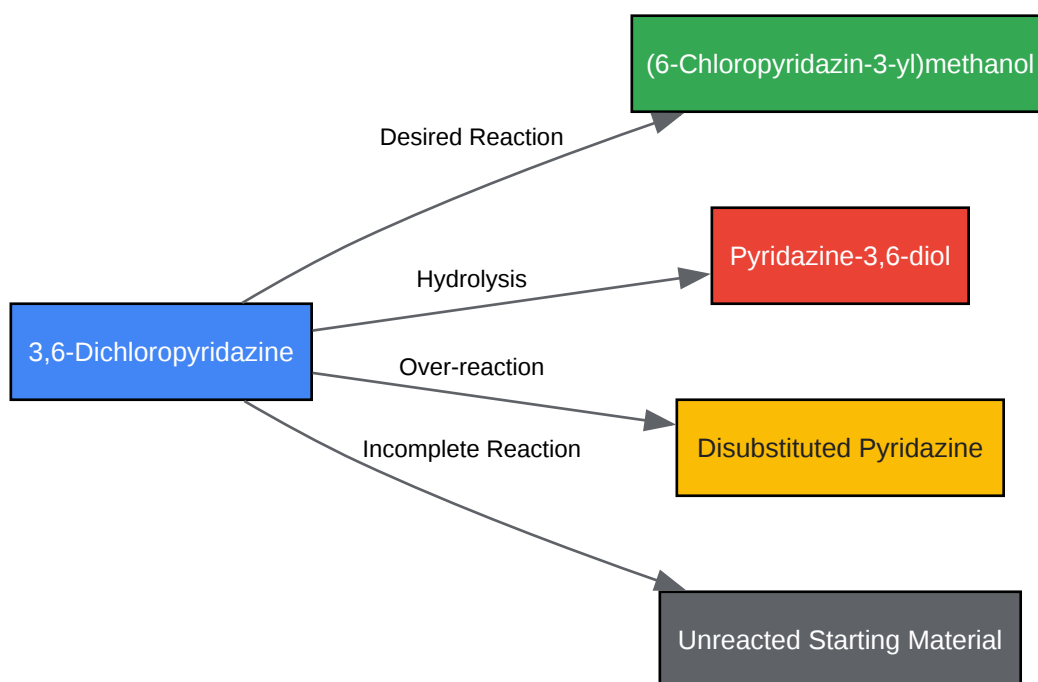 (6-Chloropyridazin-3-yl)methanol
Desired Reaction
Pyridazine-3,6-diol
Hydrolysis
3,6-Dichloropyridazine
Over-reaction
Disubstituted Pyridazine
Incomplete Reaction
Unreacted Starting Material